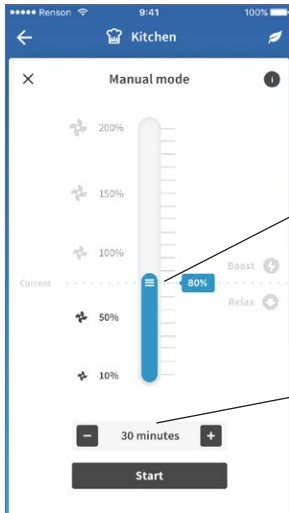 Renson 9:41 100%
Kitchen
Manual mode
200%
150%
100%
Boost
Current 80%
Relax
50%
10%
30 minutes
Start